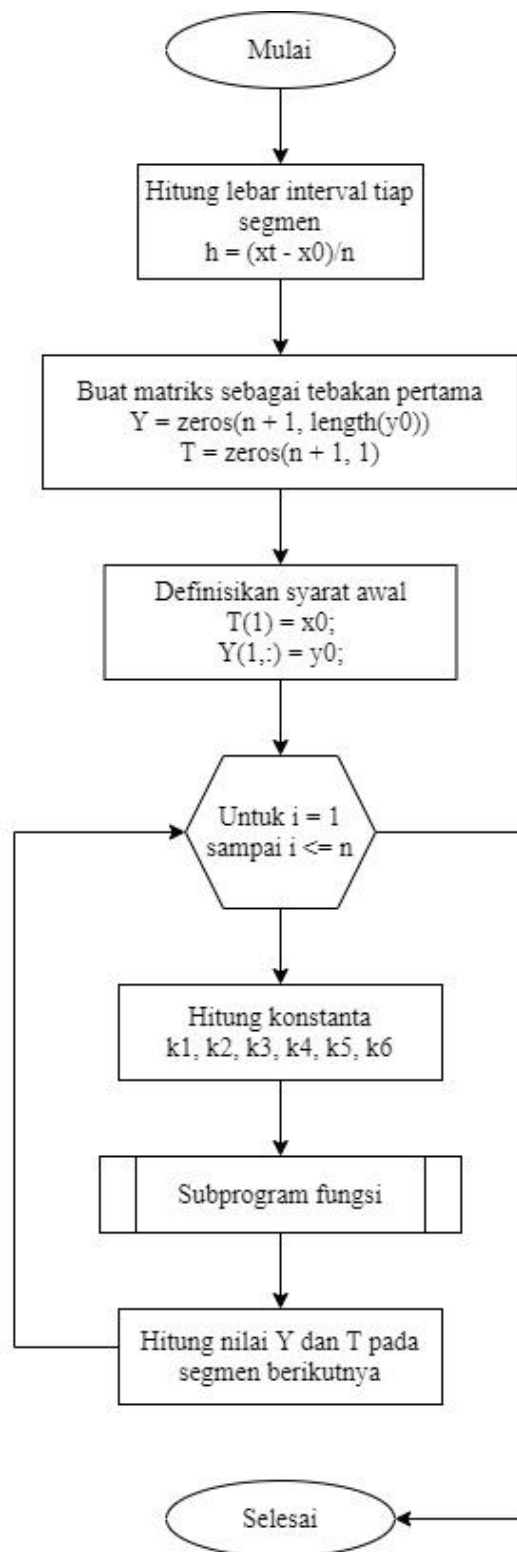 Mulai
Hitung lebar interval tiap
segmen
h = (xt - x0)/n
Buat matriks sebagai tebakan pertama
Y = zeros(n + 1, length(y0))
T = zeros(n + 1, 1)
Definisikan syarat awal
T(1) = x0;
Y(1,:) = y0;
Untuk i = 1
sampai i <= n
Hitung konstanta
k1, k2, k3, k4, k5, k6
Subprogram fungsi
Hitung nilai Y dan T pada
segmen berikutnya
Selesai